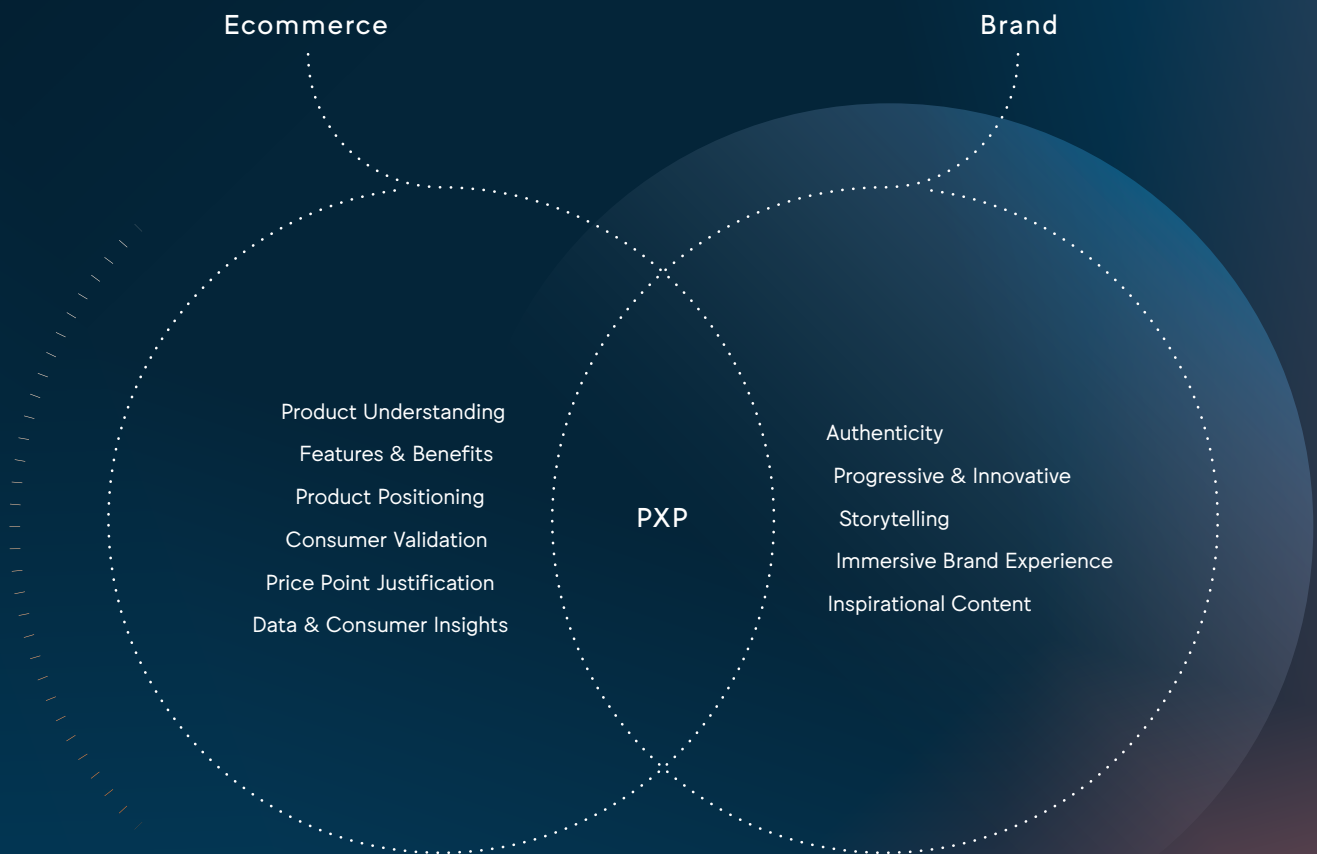 Ecommerce
Brand
Product Understanding
Features & Benefits
Product Positioning
Consumer Validation
Price Point Justification
Data & Consumer Insights
PXP
Authenticity
Progressive & Innovative
Storytelling
Immersive Brand Experience
Inspirational Content